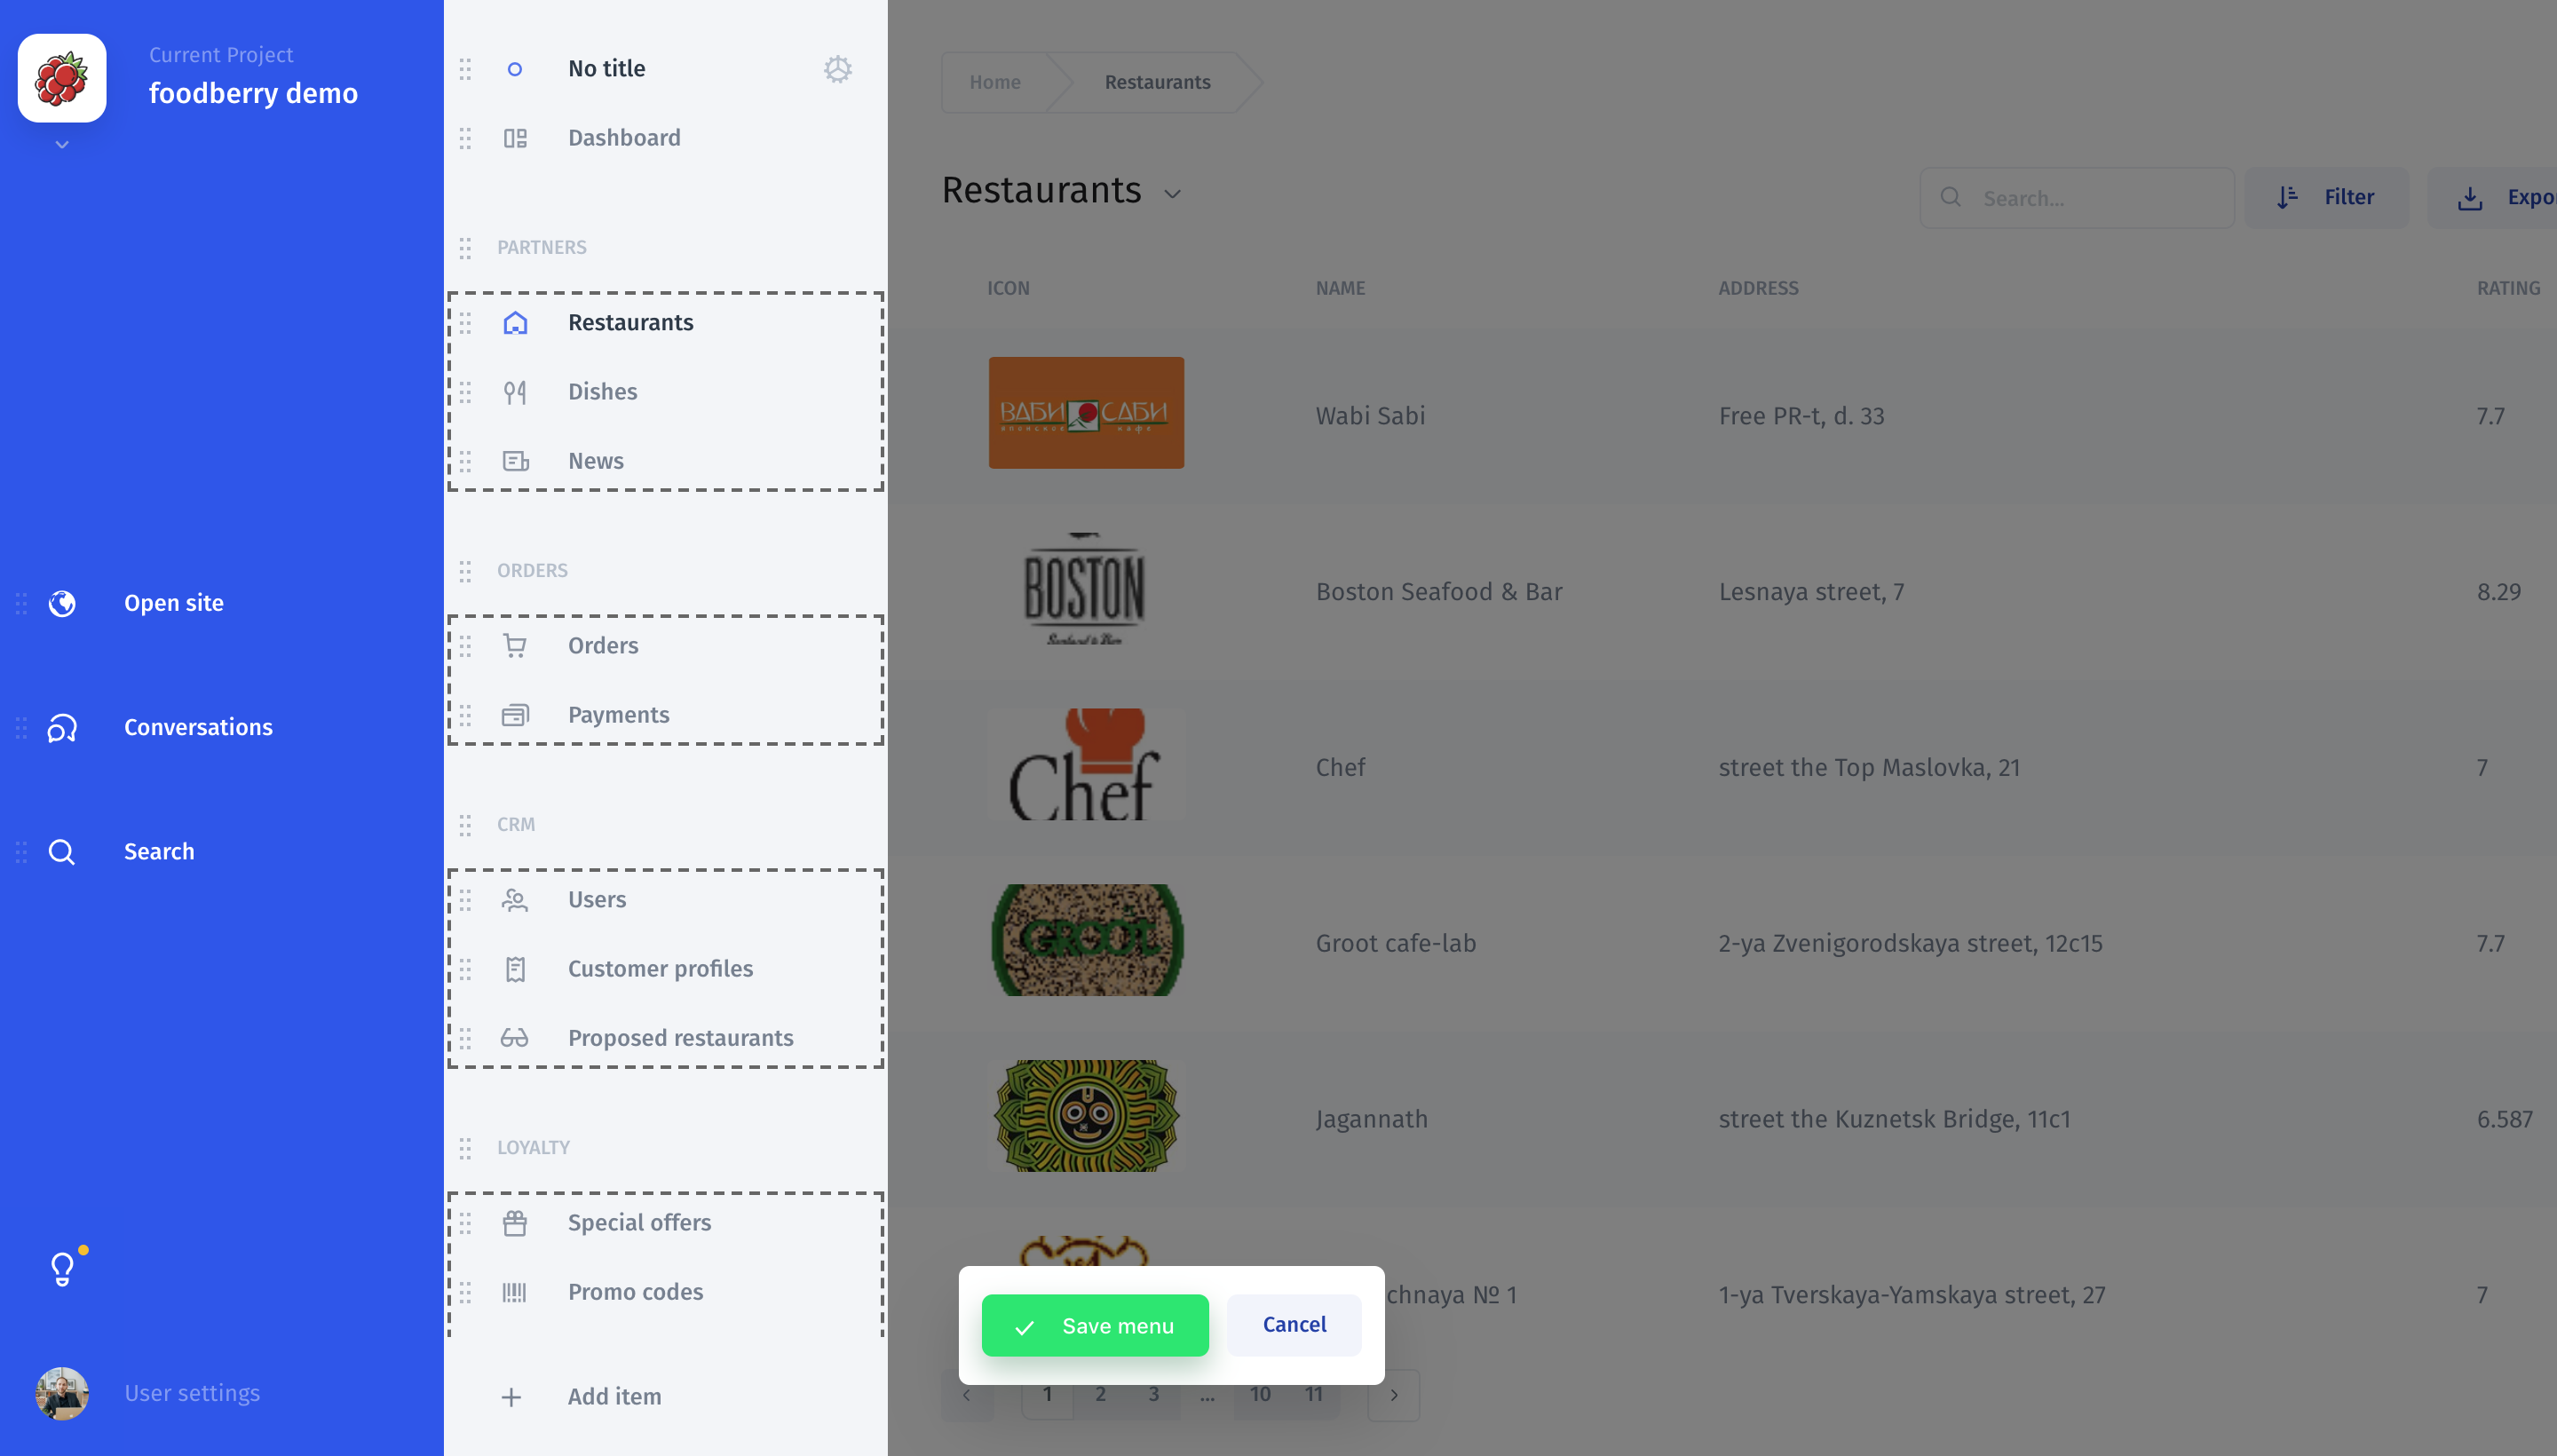 Current Project
foodberry demo
Open site
Conversations
Search
User settings
No title
Dashboard
PARTNERS
Restaurants
Dishes
News
ORDERS
Orders
Payments
CRM
Users
Customer profiles
Proposed restaurants
LOYALTY
Special offers
Promo codes
Add item
Home
Restaurants
Restaurants
Search...
Filter
Expo
ICON NAME ADDRESS RATING
ВАБИ САБИ
японское кафе
Wabi Sabi Free PR-t, d. 33 7.7
BOSTON
Boston Seafood & Bar Lesnaya street, 7 8.29
Chef
Chef street the Top Maslovka, 21 7
GROOT
Groot cafe-lab 2-ya Zvenigorodskaya street, 12c15 7.7
Jagannath street the Kuznetsk Bridge, 11c1 6.587
chnaya № 1 1-ya Tverskaya-Yamskaya street, 27 7
Save menu
Cancel
1 2 3 ... 10 11